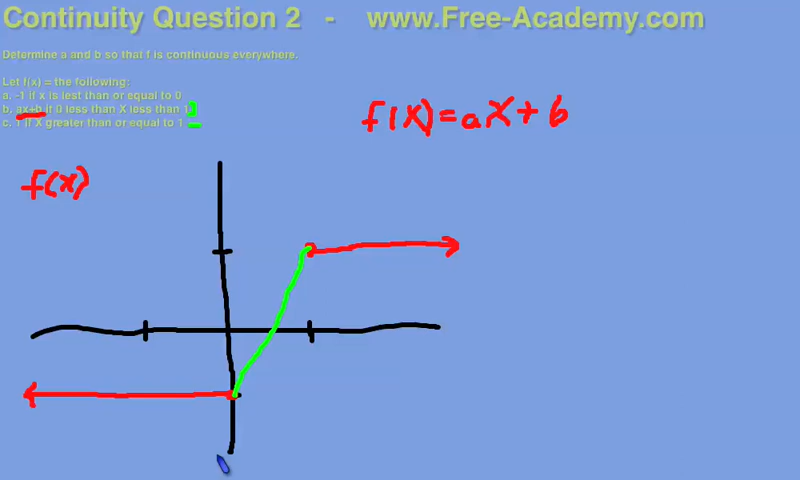 Continuity Question 2 - www.Free-Academy.com
Determine a and b so that f is continuous everywhere.
Let f(x) = the following:
a. -1 if x is lest than or equal to 0
b. ax+b if 0 less than X less than 1
c. 1 if X greater than or equal to 1
f(x)=ax+b
f(x)